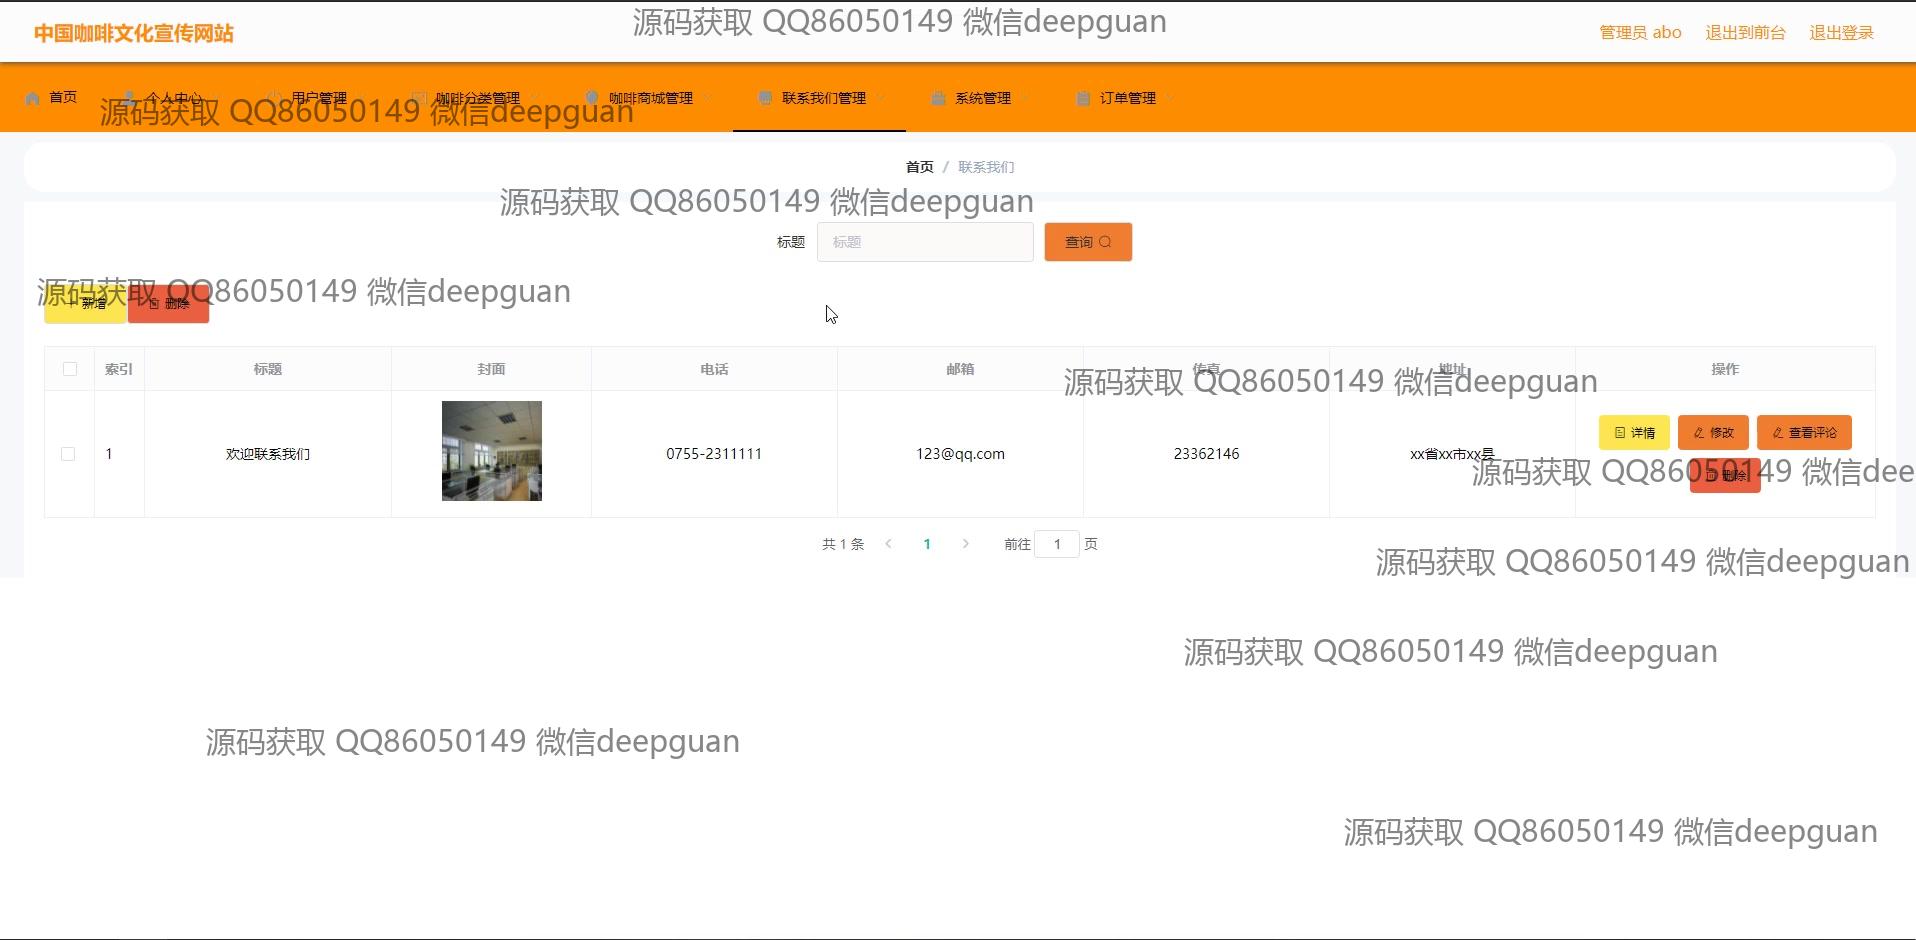 源码获取 QQ86050149 微信deepguan
中国咖啡文化宣传网站
管理员 abo 退出到前台 退出登录
首页 个人中心 用户管理 咖啡分类管理 咖啡商城管理 联系我们管理 系统管理 订单管理
源码获取 QQ86050149 微信deepguan
首页 / 联系我们
源码获取 QQ86050149 微信deepguan
标题 标题 查询
源码获取 QQ86050149 微信deepguan
+ 新增 删除
索引 标题 封面 电话 邮箱 传真 地址 操作
源码获取 QQ86050149 微信deepguan
详情 修改 查看评论
1 欢迎联系我们 0755-2311111 123@qq.com 23362146 xx省xx市xx县
源码获取 QQ86050149 微信deep
删除
共 1 条 < 1 > 前往 1 页
源码获取 QQ86050149 微信deepguan
源码获取 QQ86050149 微信deepguan
源码获取 QQ86050149 微信deepguan
源码获取 QQ86050149 微信deepguan